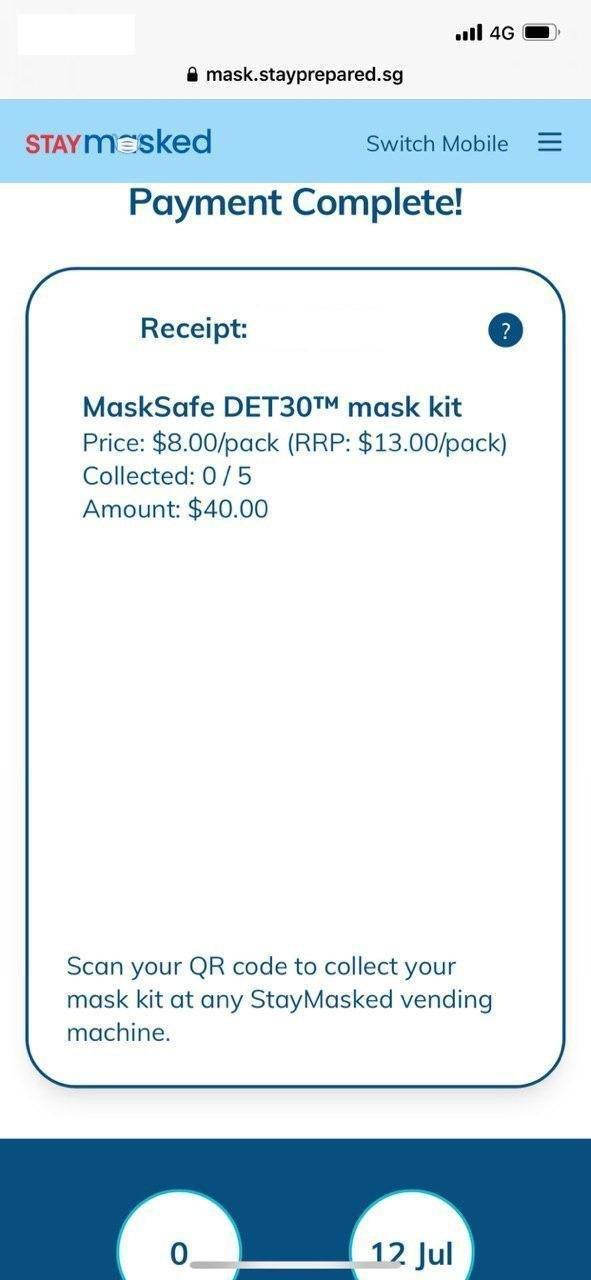 4G
mask.stayprepared.sg
STAYmasked
Switch Mobile
Payment Complete!
Receipt:
?
MaskSafe DET30™ mask kit
Price: $8.00/pack (RRP: $13.00/pack)
Collected: 0 / 5
Amount: $40.00
Scan your QR code to collect your
mask kit at any StayMasked vending
machine.
0
12 Jul